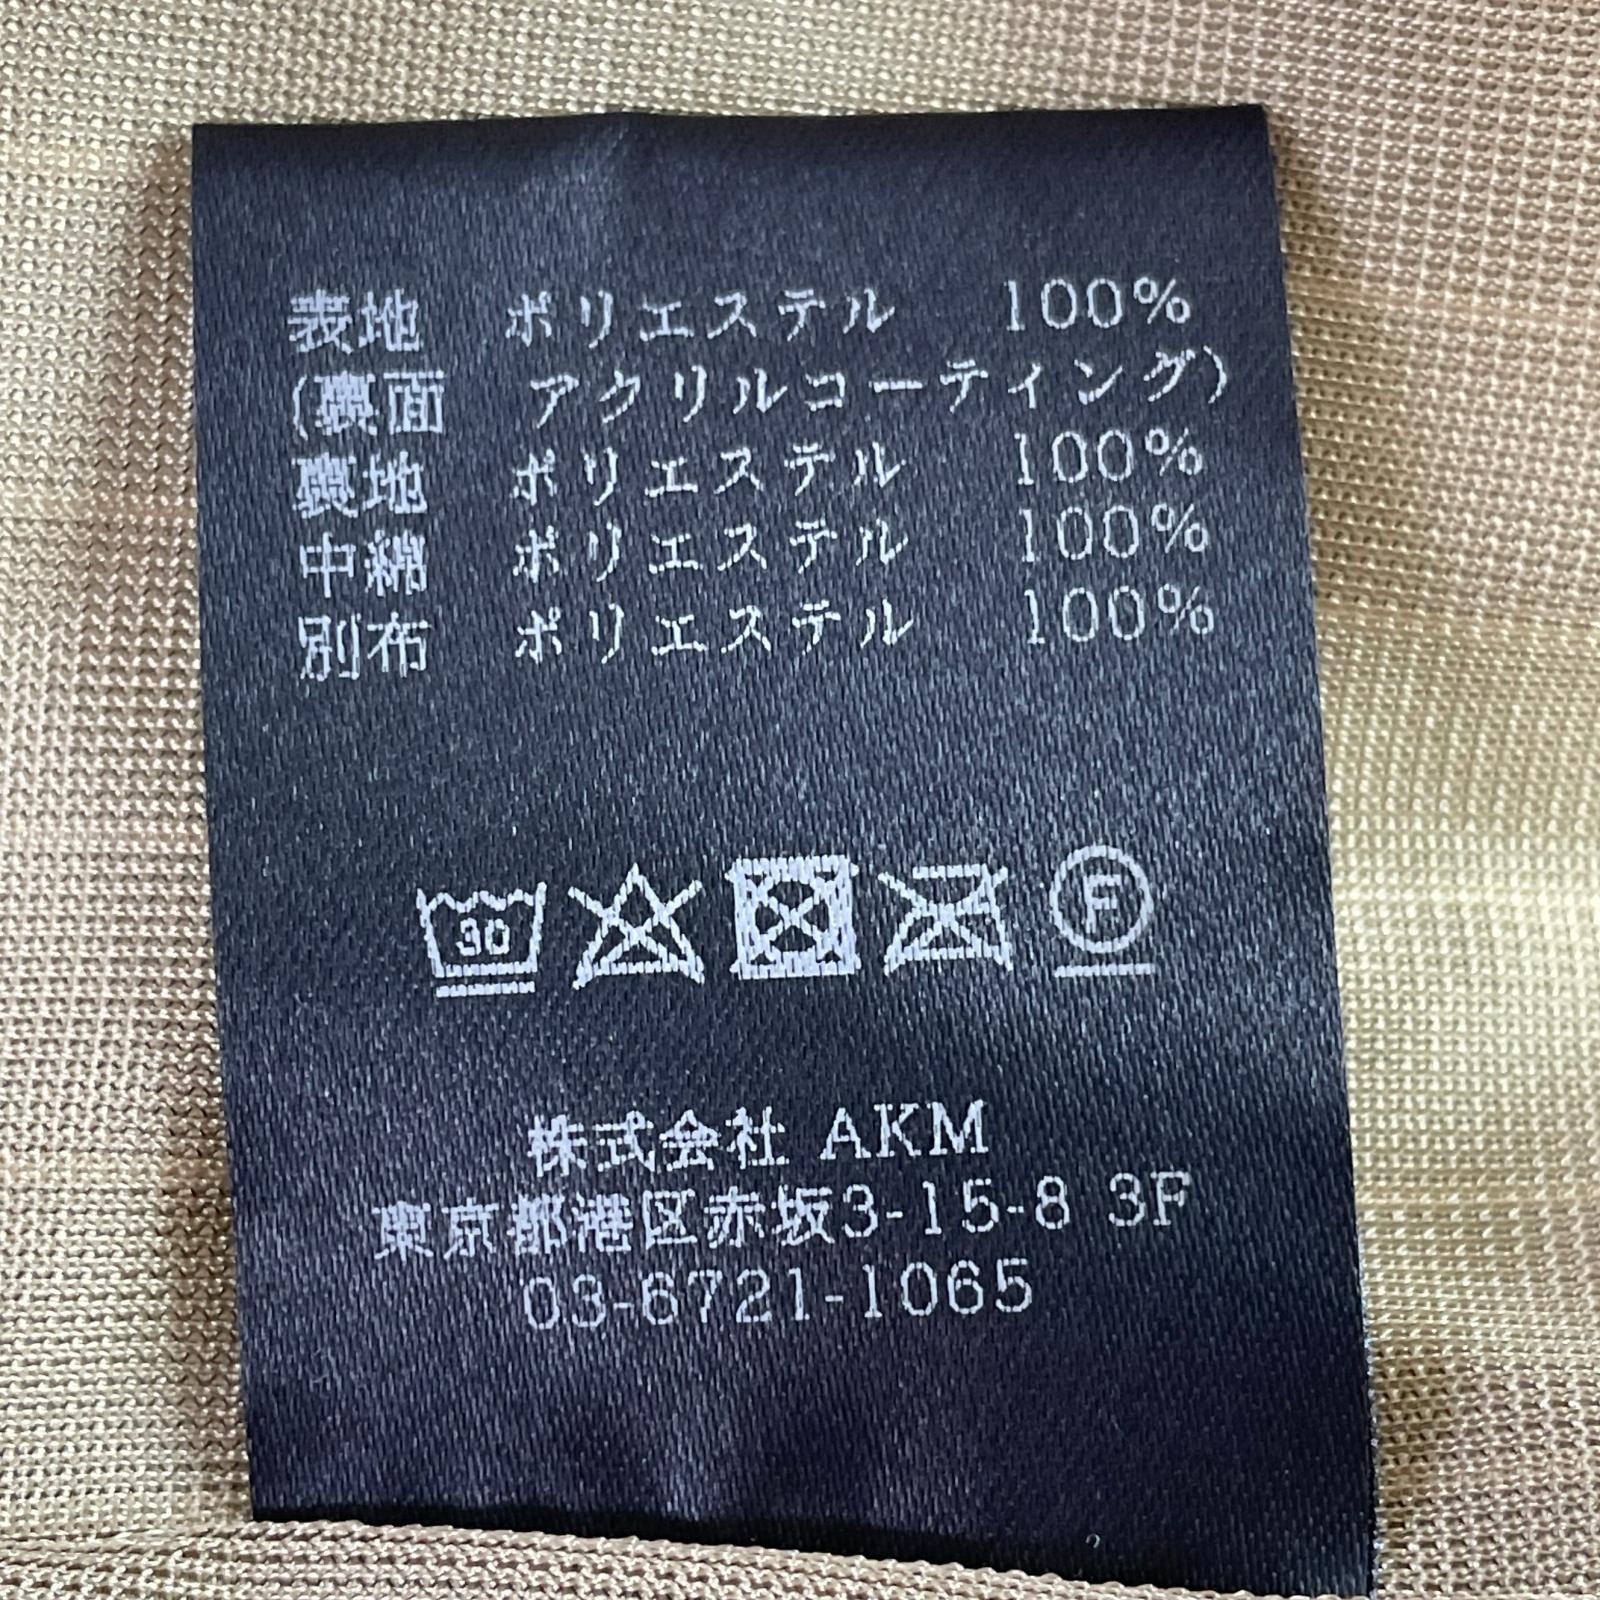 表地 ポリエステル 100%
(裏面 アクリルコーティング)
裏地 ポリエステル 100%
中綿 ポリエステル 100%
別布 ポリエステル 100%
30 F
株式会社 AKM
東京都港区赤坂3-15-8 3F
03-6721-1065